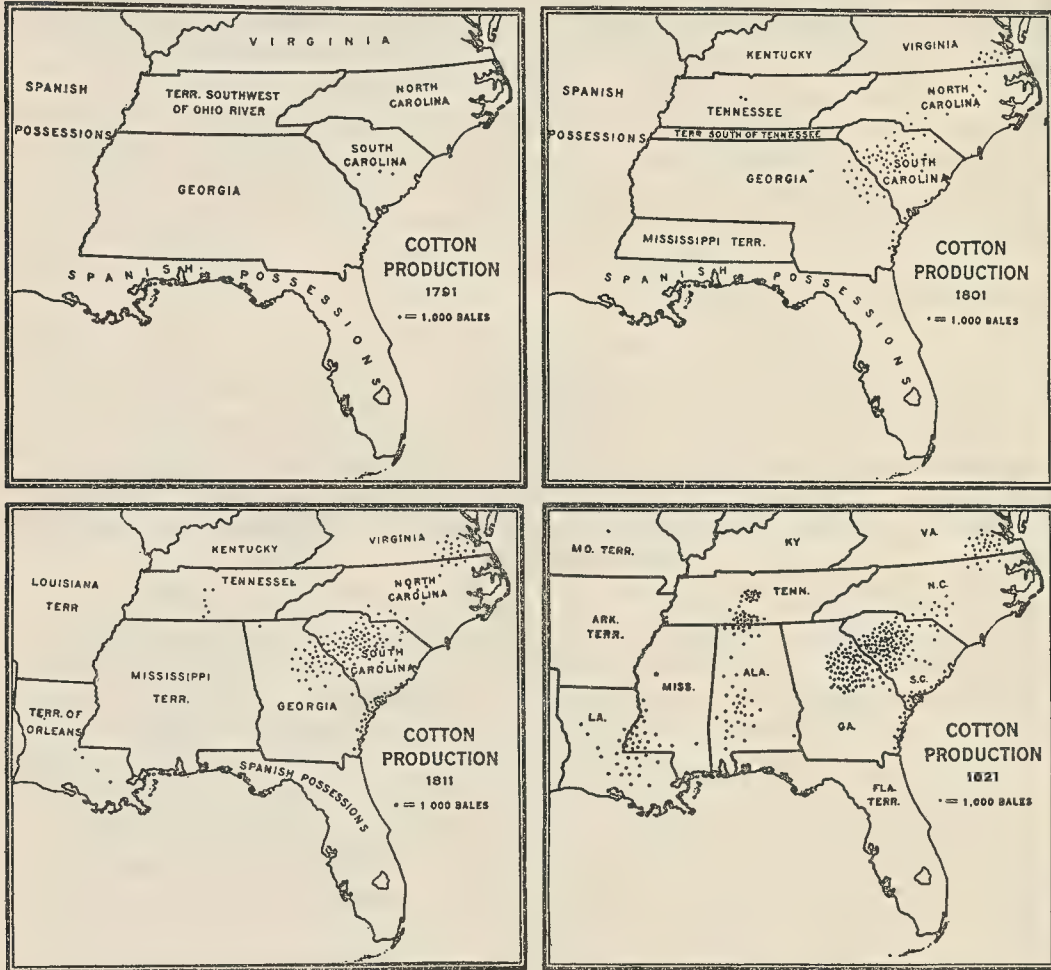 VIRGINIA
SPANISH
POSSESSIONS
TERR. SOUTHWEST
OF OHIO RIVER
NORTH
CAROLINA
SOUTH
CAROLINA
GEORGIA
SPANISH POSSESSIONS
COTTON
PRODUCTION
1791
• = 1,000 BALES
KENTUCKY
VIRGINIA
SPANISH
POSSESSIONS
TENNESSEE
NORTH
CAROLINA
TERR SOUTH OF TENNESSEE
SOUTH
CAROLINA
GEORGIA
MISSISSIPPI TERR.
SPANISH POSSESSIONS
COTTON
PRODUCTION
1801
• = 1,000 BALES
KENTUCKY
VIRGINIA
LOUISIANA
TERR
TENNESSEE
NORTH
CAROLINA
SOUTH
CAROLINA
MISSISSIPPI
TERR.
GEORGIA
TERR. OF
ORLEANS
SPANISH POSSESSIONS
COTTON
PRODUCTION
1811
• = 1 000 BALES
MO. TERR.
KY
VA.
ARK.
TERR.
TENN.
N.C.
S.C.
MISS.
ALA.
GA.
LA.
FLA.
TERR.
COTTON
PRODUCTION
1821
• = 1,000 BALES